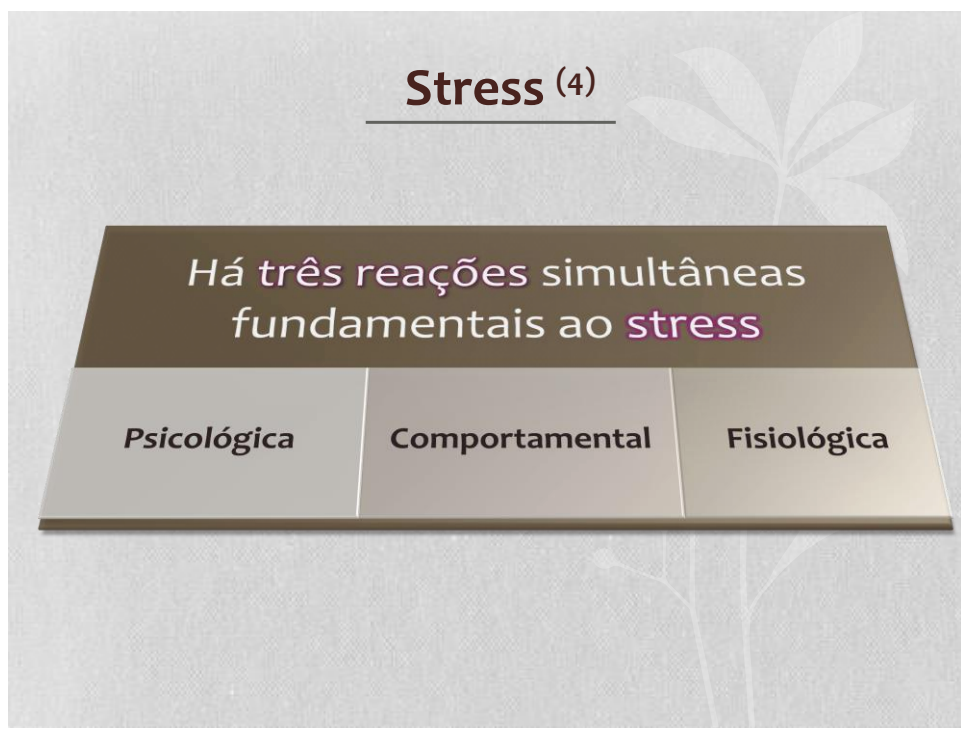 Stress (4)
Há três reações simultâneas
fundamentais ao stress
Psicológica
Comportamental
Fisiológica